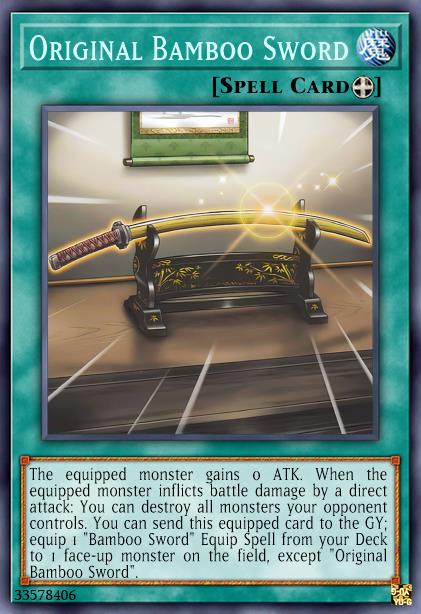 Original Bamboo Sword
[Spell Card]
The equipped monster gains 0 ATK. When the
equipped monster inflicts battle damage by a direct
attack: You can destroy all monsters your opponent
controls. You can send this equipped card to the GY;
equip 1 "Bamboo Sword" Equip Spell from your Deck
to 1 face-up monster on the field, except "Original
Bamboo Sword".
33578406